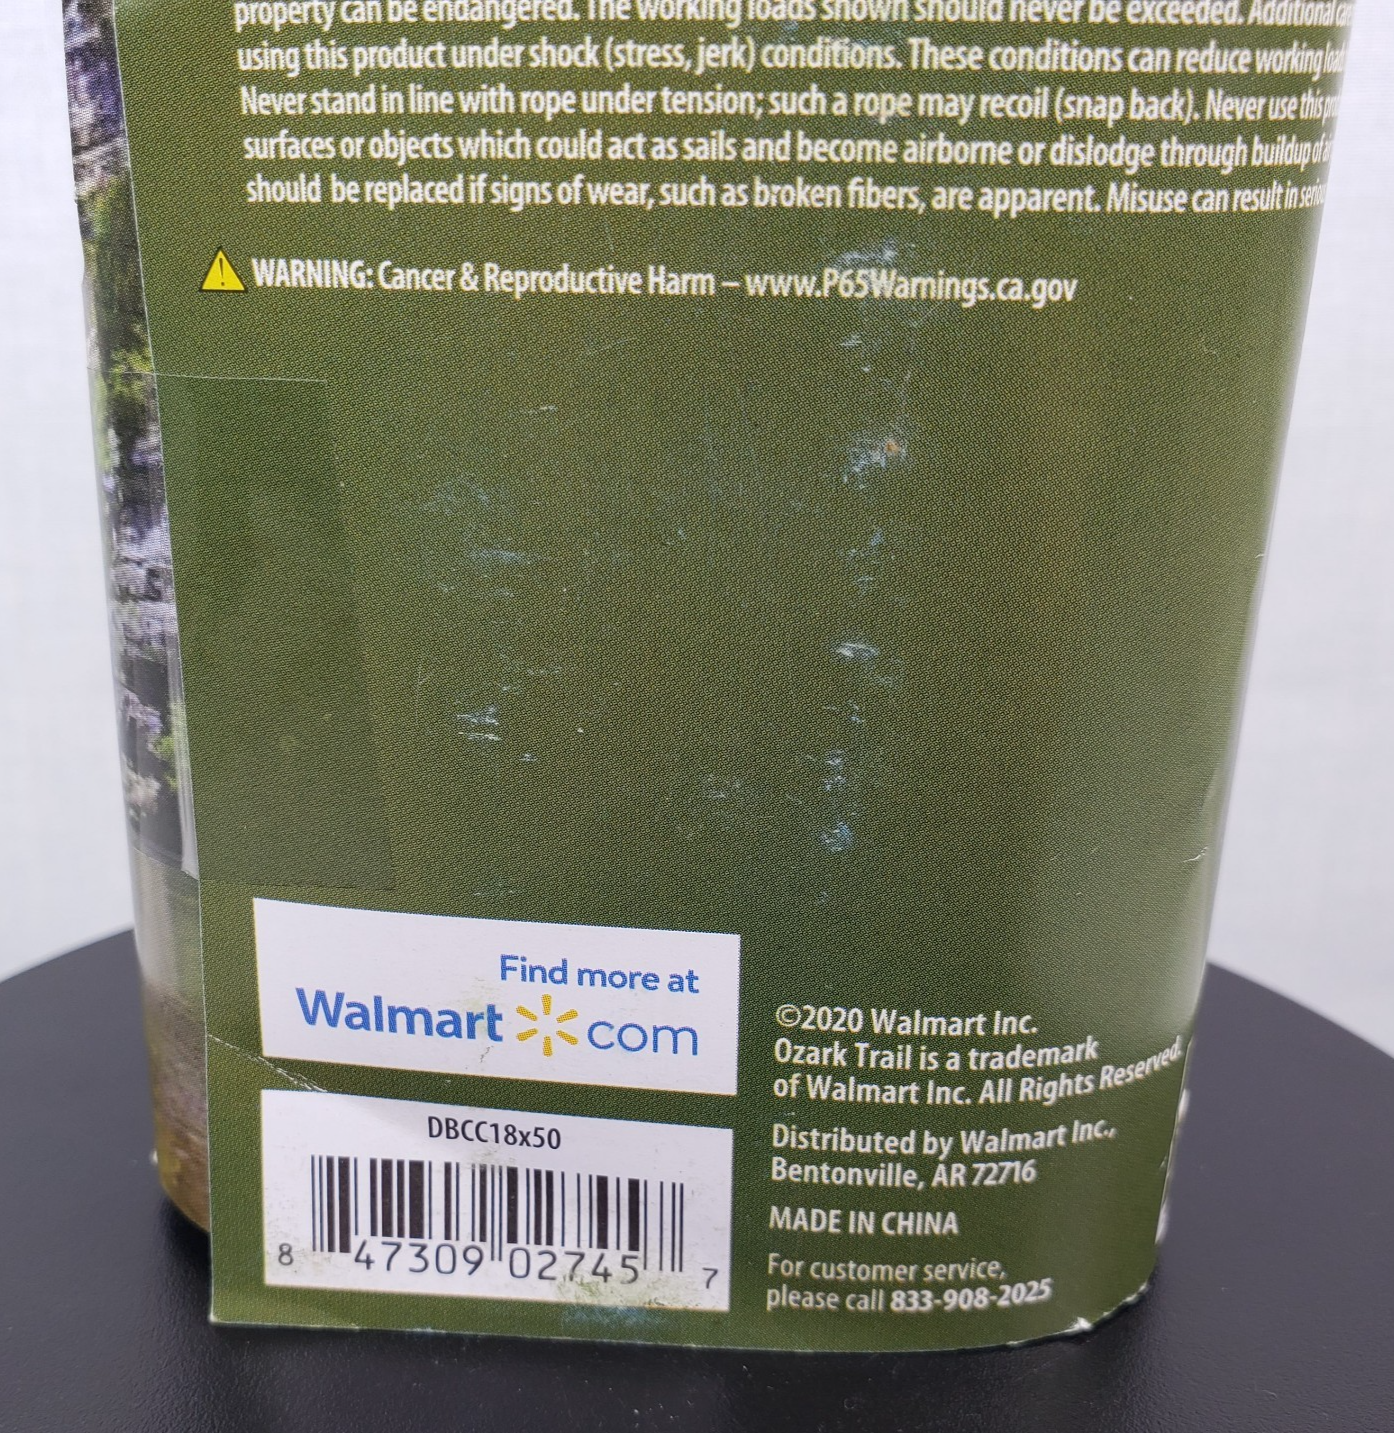 property can be endangered. The working loads shown should never be exceeded. Additional
using this product under shock (stress, jerk) conditions. These conditions can reduce working
Never stand in line with rope under tension; such a rope may recoil (snap back). Never use this
surfaces or objects which could act as sails and become airborne or dislodge through buildup of
should be replaced if signs of wear, such as broken fibers, are apparent. Misuse can result in
WARNING: Cancer & Reproductive Harm – www.P65Warnings.ca.gov
Find more at
Walmart com
DBCC18x50
8 47309 02745 7
©2020 Walmart Inc.
Ozark Trail is a trademark
of Walmart Inc. All Rights Reserved.
Distributed by Walmart Inc.,
Bentonville, AR 72716
MADE IN CHINA
For customer service,
please call 833-908-2025